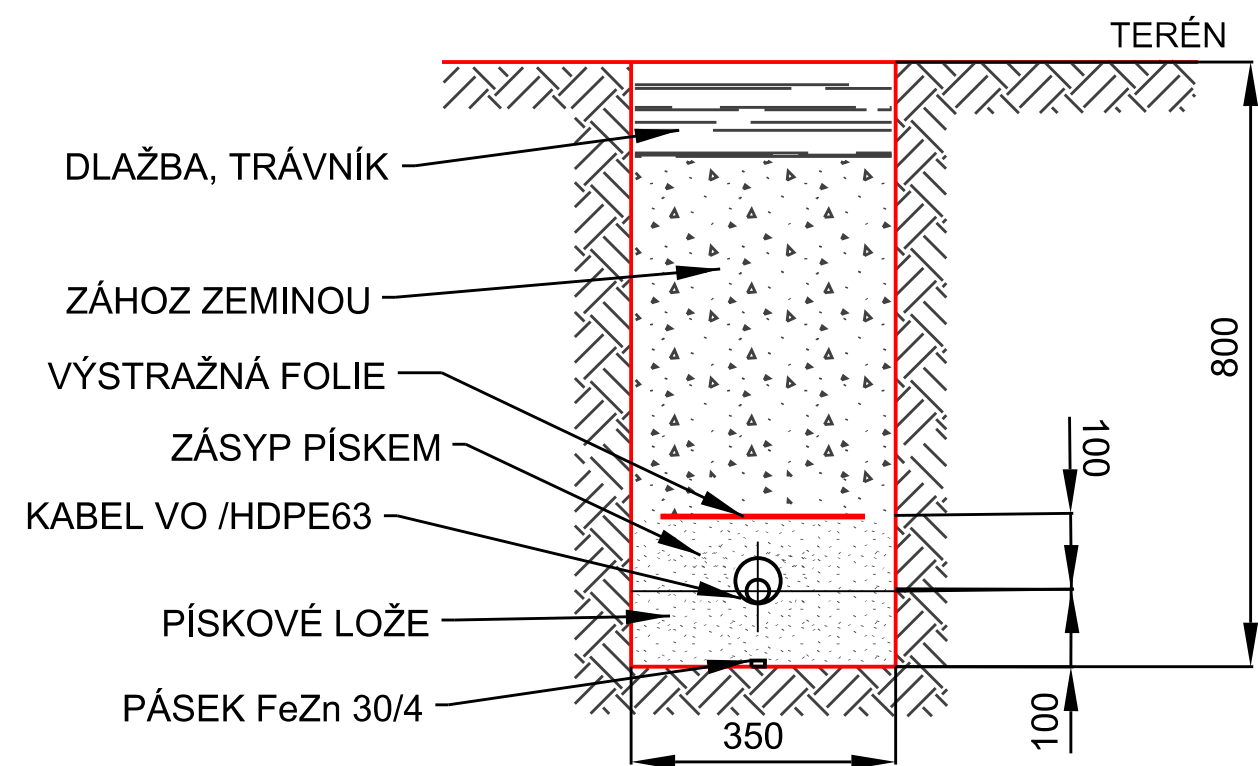 TERÉN
DLAŽBA, TRÁVNÍK
ZÁHOZ ZEMINOU
VÝSTRAŽNÁ FOLIE
ZÁSYP PÍSKEM
KABEL VO /HDPE63
PÍSKOVÉ LOŽE
PÁSEK FeZn 30/4
800
100
100
350